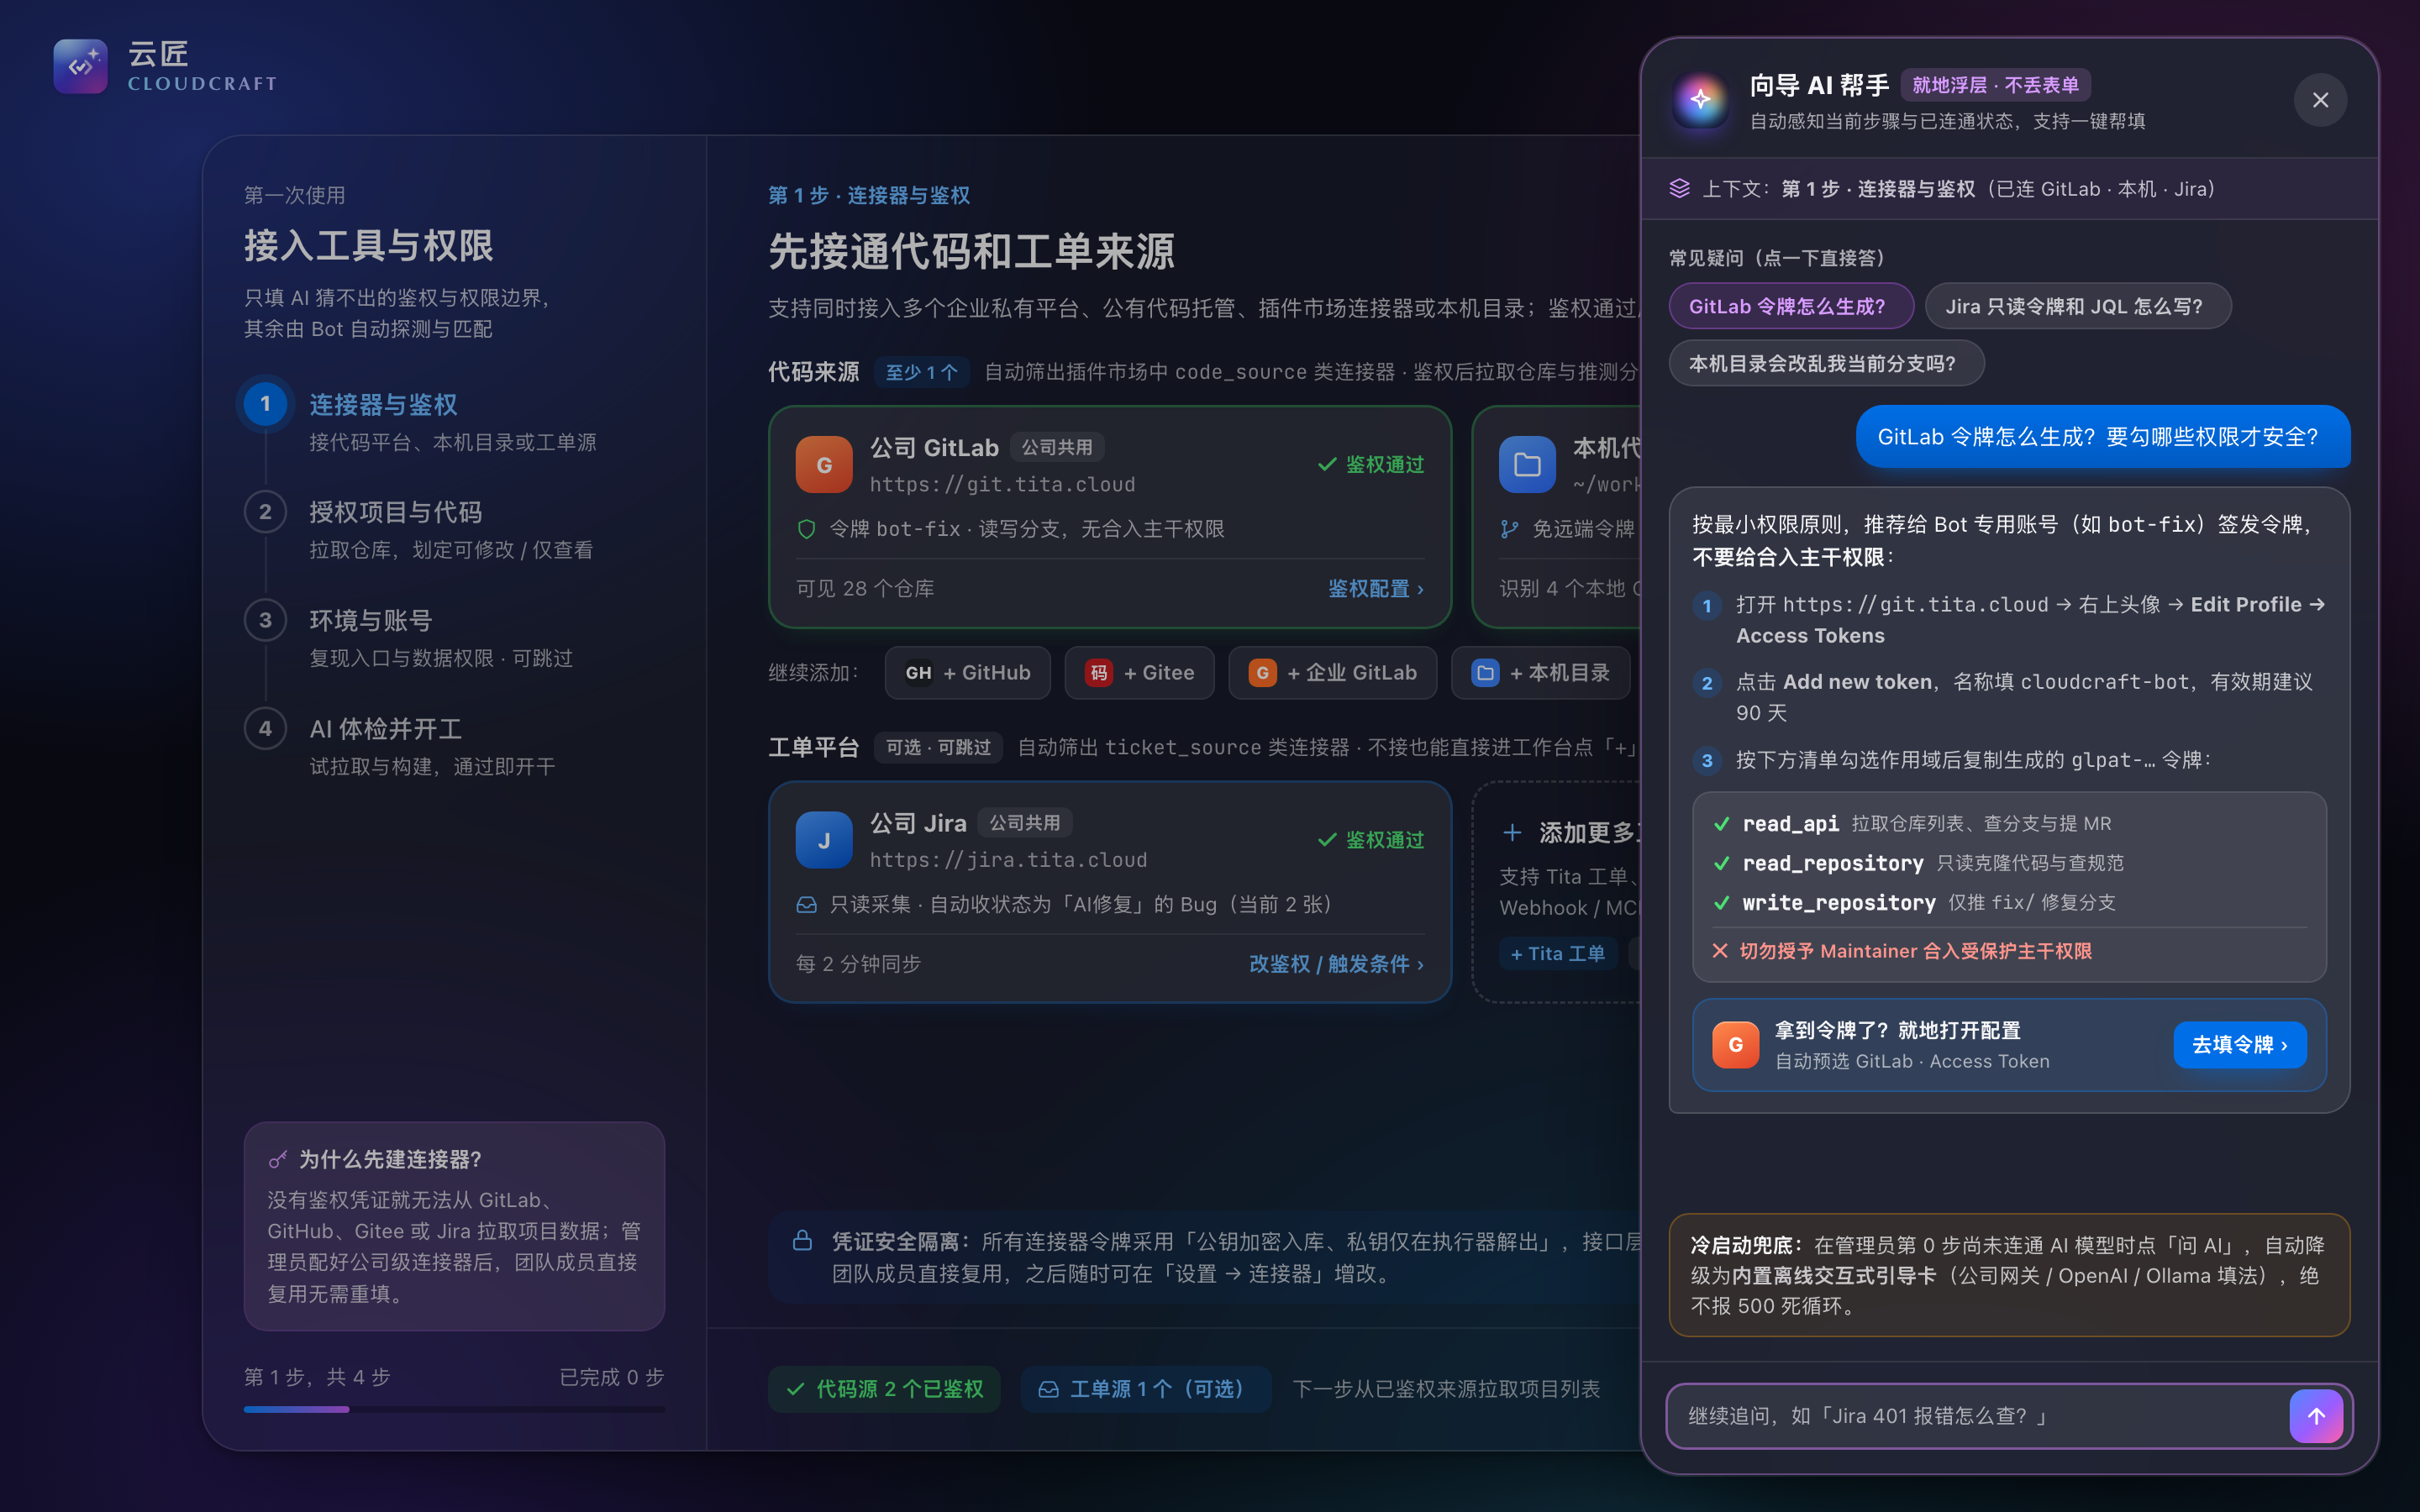 云匠
CLOUDCRAFT
第一次使用
接入工具与权限
只填 AI 猜不出的鉴权与权限边界，
其余由 Bot 自动探测与匹配
1
连接器与鉴权
接代码平台、本机目录或工单源
2
授权项目与代码
拉取仓库，划定可修改 / 仅查看
3
环境与账号
复现入口与数据权限 · 可跳过
4
AI 体检并开工
试拉取与构建，通过即开干
为什么先建连接器？
没有鉴权凭证就无法从 GitLab、
GitHub、Gitee 或 Jira 拉取项目数据；管
理员配好公司级连接器后，团队成员直接
复用无需重填。
第 1 步，共 4 步
已完成 0 步
第 1 步 · 连接器与鉴权
先接通代码和工单来源
支持同时接入多个企业私有平台、公有代码托管、插件市场连接器或本机目录；鉴权通过
代码来源
至少 1 个
自动筛出插件市场中 code_source 类连接器 · 鉴权后拉取仓库与推测分
G
公司 GitLab
公司共用
https://git.tita.cloud
鉴权通过
令牌 bot-fix · 读写分支，无合入主干权限
可见 28 个仓库
鉴权配置 ›
本机代
~/work
免远端令牌
识别 4 个本地
继续添加：
GH + GitHub
码 + Gitee
G + 企业 GitLab
+ 本机目录
工单平台
可选 · 可跳过
自动筛出 ticket_source 类连接器 · 不接也能直接进工作台点「+」
J
公司 Jira
公司共用
https://jira.tita.cloud
鉴权通过
只读采集 · 自动收状态为「AI修复」的 Bug（当前 2 张）
每 2 分钟同步
改鉴权 / 触发条件 ›
添加更多
支持 Tita 工单、
Webhook / MC
+ Tita 工单
凭证安全隔离：所有连接器令牌采用「公钥加密入库、私钥仅在执行器解出」，接口层
团队成员直接复用，之后随时可在「设置 → 连接器」增改。
代码源 2 个已鉴权
工单源 1 个（可选）
下一步从已鉴权来源拉取项目列表
向导 AI 帮手
就地浮层 · 不丢表单
自动感知当前步骤与已连通状态，支持一键帮填
上下文：第 1 步 · 连接器与鉴权（已连 GitLab · 本机 · Jira）
常见疑问（点一下直接答）
GitLab 令牌怎么生成？
Jira 只读令牌和 JQL 怎么写？
本机目录会改乱我当前分支吗？
GitLab 令牌怎么生成？要勾哪些权限才安全？
按最小权限原则，推荐给 Bot 专用账号（如 bot-fix）签发令牌，
不要给合入主干权限：
1
打开 https://git.tita.cloud → 右上头像 → Edit Profile →
Access Tokens
2
点击 Add new token，名称填 cloudcraft-bot，有效期建议
90 天
3
按下方清单勾选作用域后复制生成的 glpat-… 令牌：
read_api 拉取仓库列表、查分支与提 MR
read_repository 只读克隆代码与查规范
write_repository 仅推 fix/ 修复分支
切勿授予 Maintainer 合入受保护主干权限
G
拿到令牌了？就地打开配置
自动预选 GitLab · Access Token
去填令牌 ›
冷启动兜底：在管理员第 0 步尚未连通 AI 模型时点「问 AI」，自动降
级为内置离线交互式引导卡（公司网关 / OpenAI / Ollama 填法），绝
不报 500 死循环。
继续追问，如「Jira 401 报错怎么查？」